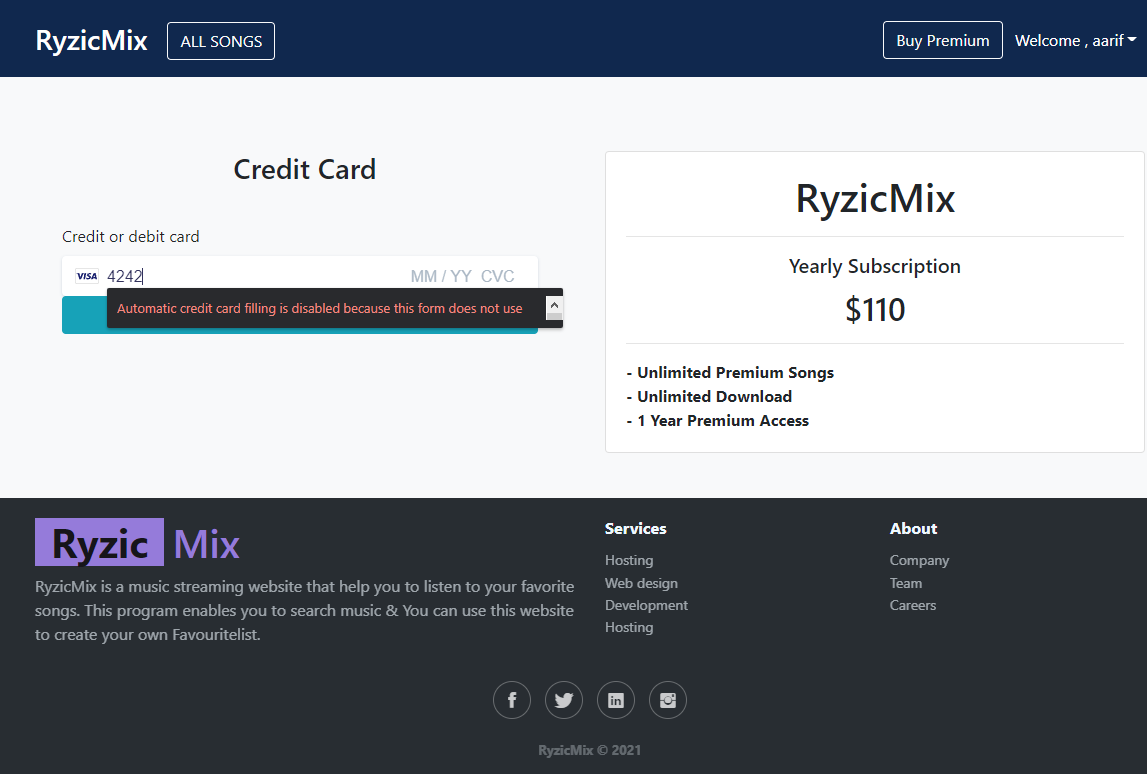 RyzicMix
ALL SONGS
Buy Premium
Welcome , aarif
Credit Card
Credit or debit card
VISA
4242
MM / YY CVC
Automatic credit card filling is disabled because this form does not use
RyzicMix
Yearly Subscription
$110
- Unlimited Premium Songs
- Unlimited Download
- 1 Year Premium Access
Ryzic Mix
RyzicMix is a music streaming website that help you to listen to your favorite
songs. This program enables you to search music & You can use this website
to create your own Favouritelist.
Services
Hosting
Web design
Development
Hosting
About
Company
Team
Careers
RyzicMix © 2021